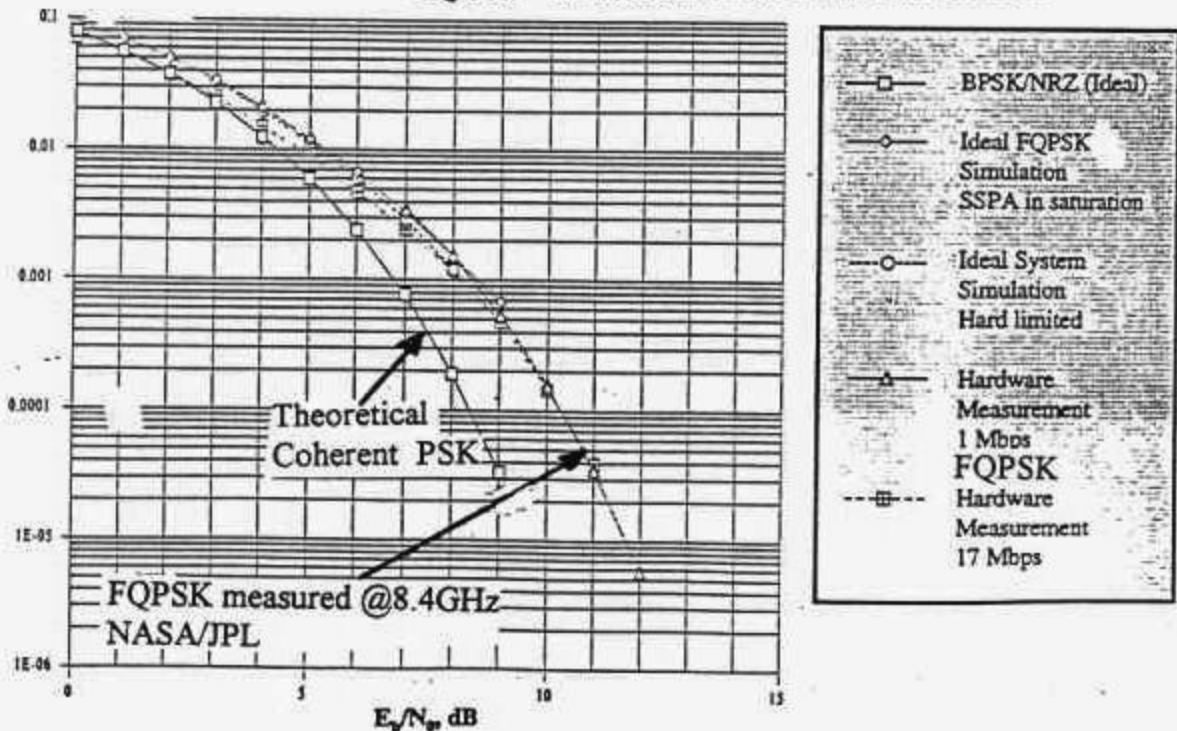 0.1
0.01
0.001
0.0001
1E-05
1E-06
0
5
10
15
E_b/N_o, dB
Theoretical
Coherent PSK
FQPSK measured @8.4GHz
NASA/JPL
BPSK/NRZ (Ideal)
Ideal FQPSK
Simulation
SSPA in saturation
Ideal System
Simulation
Hard limited
Hardware
Measurement
1 Mbps
FQPSK
Hardware
Measurement
17 Mbps